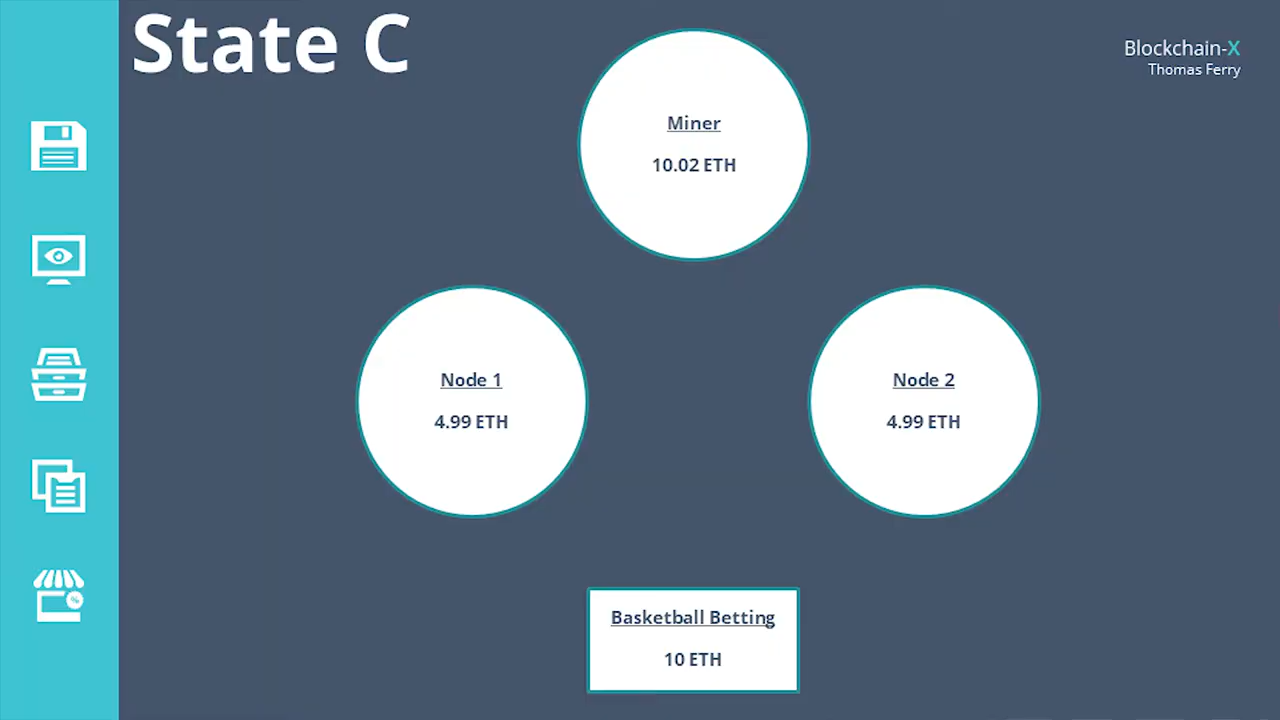 State C
Blockchain-X
Thomas Ferry
Miner
10.02 ETH
Node 1
4.99 ETH
Node 2
4.99 ETH
Basketball Betting
10 ETH
%